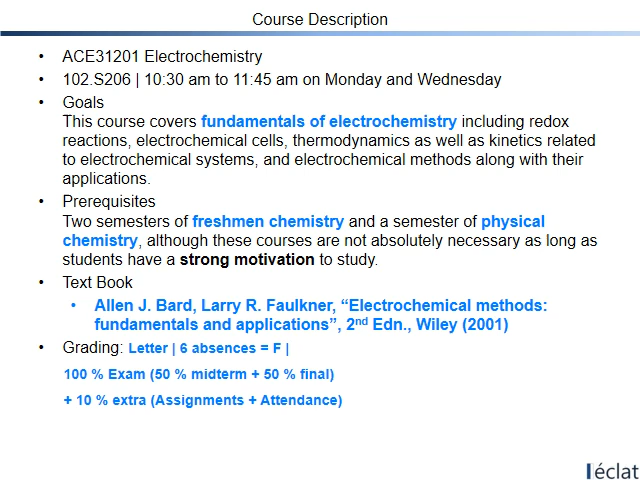 Course Description
• ACE31201 Electrochemistry
• 102.S206 | 10:30 am to 11:45 am on Monday and Wednesday
• Goals
This course covers fundamentals of electrochemistry including redox
reactions, electrochemical cells, thermodynamics as well as kinetics related
to electrochemical systems, and electrochemical methods along with their
applications.
• Prerequisites
Two semesters of freshmen chemistry and a semester of physical
chemistry, although these courses are not absolutely necessary as long as
students have a strong motivation to study.
• Text Book
• Allen J. Bard, Larry R. Faulkner, “Electrochemical methods:
fundamentals and applications”, 2nd Edn., Wiley (2001)
• Grading: Letter | 6 absences = F |
100 % Exam (50 % midterm + 50 % final)
+ 10 % extra (Assignments + Attendance)
éclat